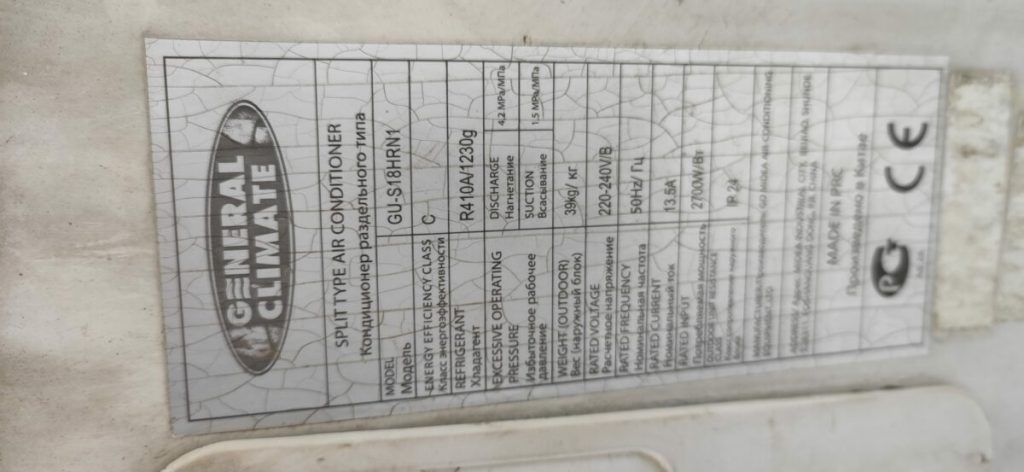 GENERAL
CLIMATE
SPLIT TYPE AIR CONDITIONER
Кондиционер раздельного типа
MODEL
Модель
GU-S18HRN1
ENERGY EFFICIENCY CLASS
Класс энергоэффективности
C
REFRIGERANT
Хладагент
R410A/1230g
EXCESSIVE OPERATING
PRESSURE
Избыточное рабочее
давление
DISCHARGE
Нагнетание
4,2 MPa/МПа
SUCTION
Всасывание
1,5 MPa/МПа
WEIGHT (OUTDOOR)
Вес (наружный блок)
39kg/ кг
RATED VOLTAGE
Расчетное напряжение
220-240V/В
RATED FREQUENCY
Номинальная частота
50Hz/ Гц
RATED CURRENT
Номинальный ток
13.5A
RATED INPUT
Потребляемая мощность
2700W/Вт
CLASS
IP 24
MADE IN PRC
Произведено в Китае
РСТ CE